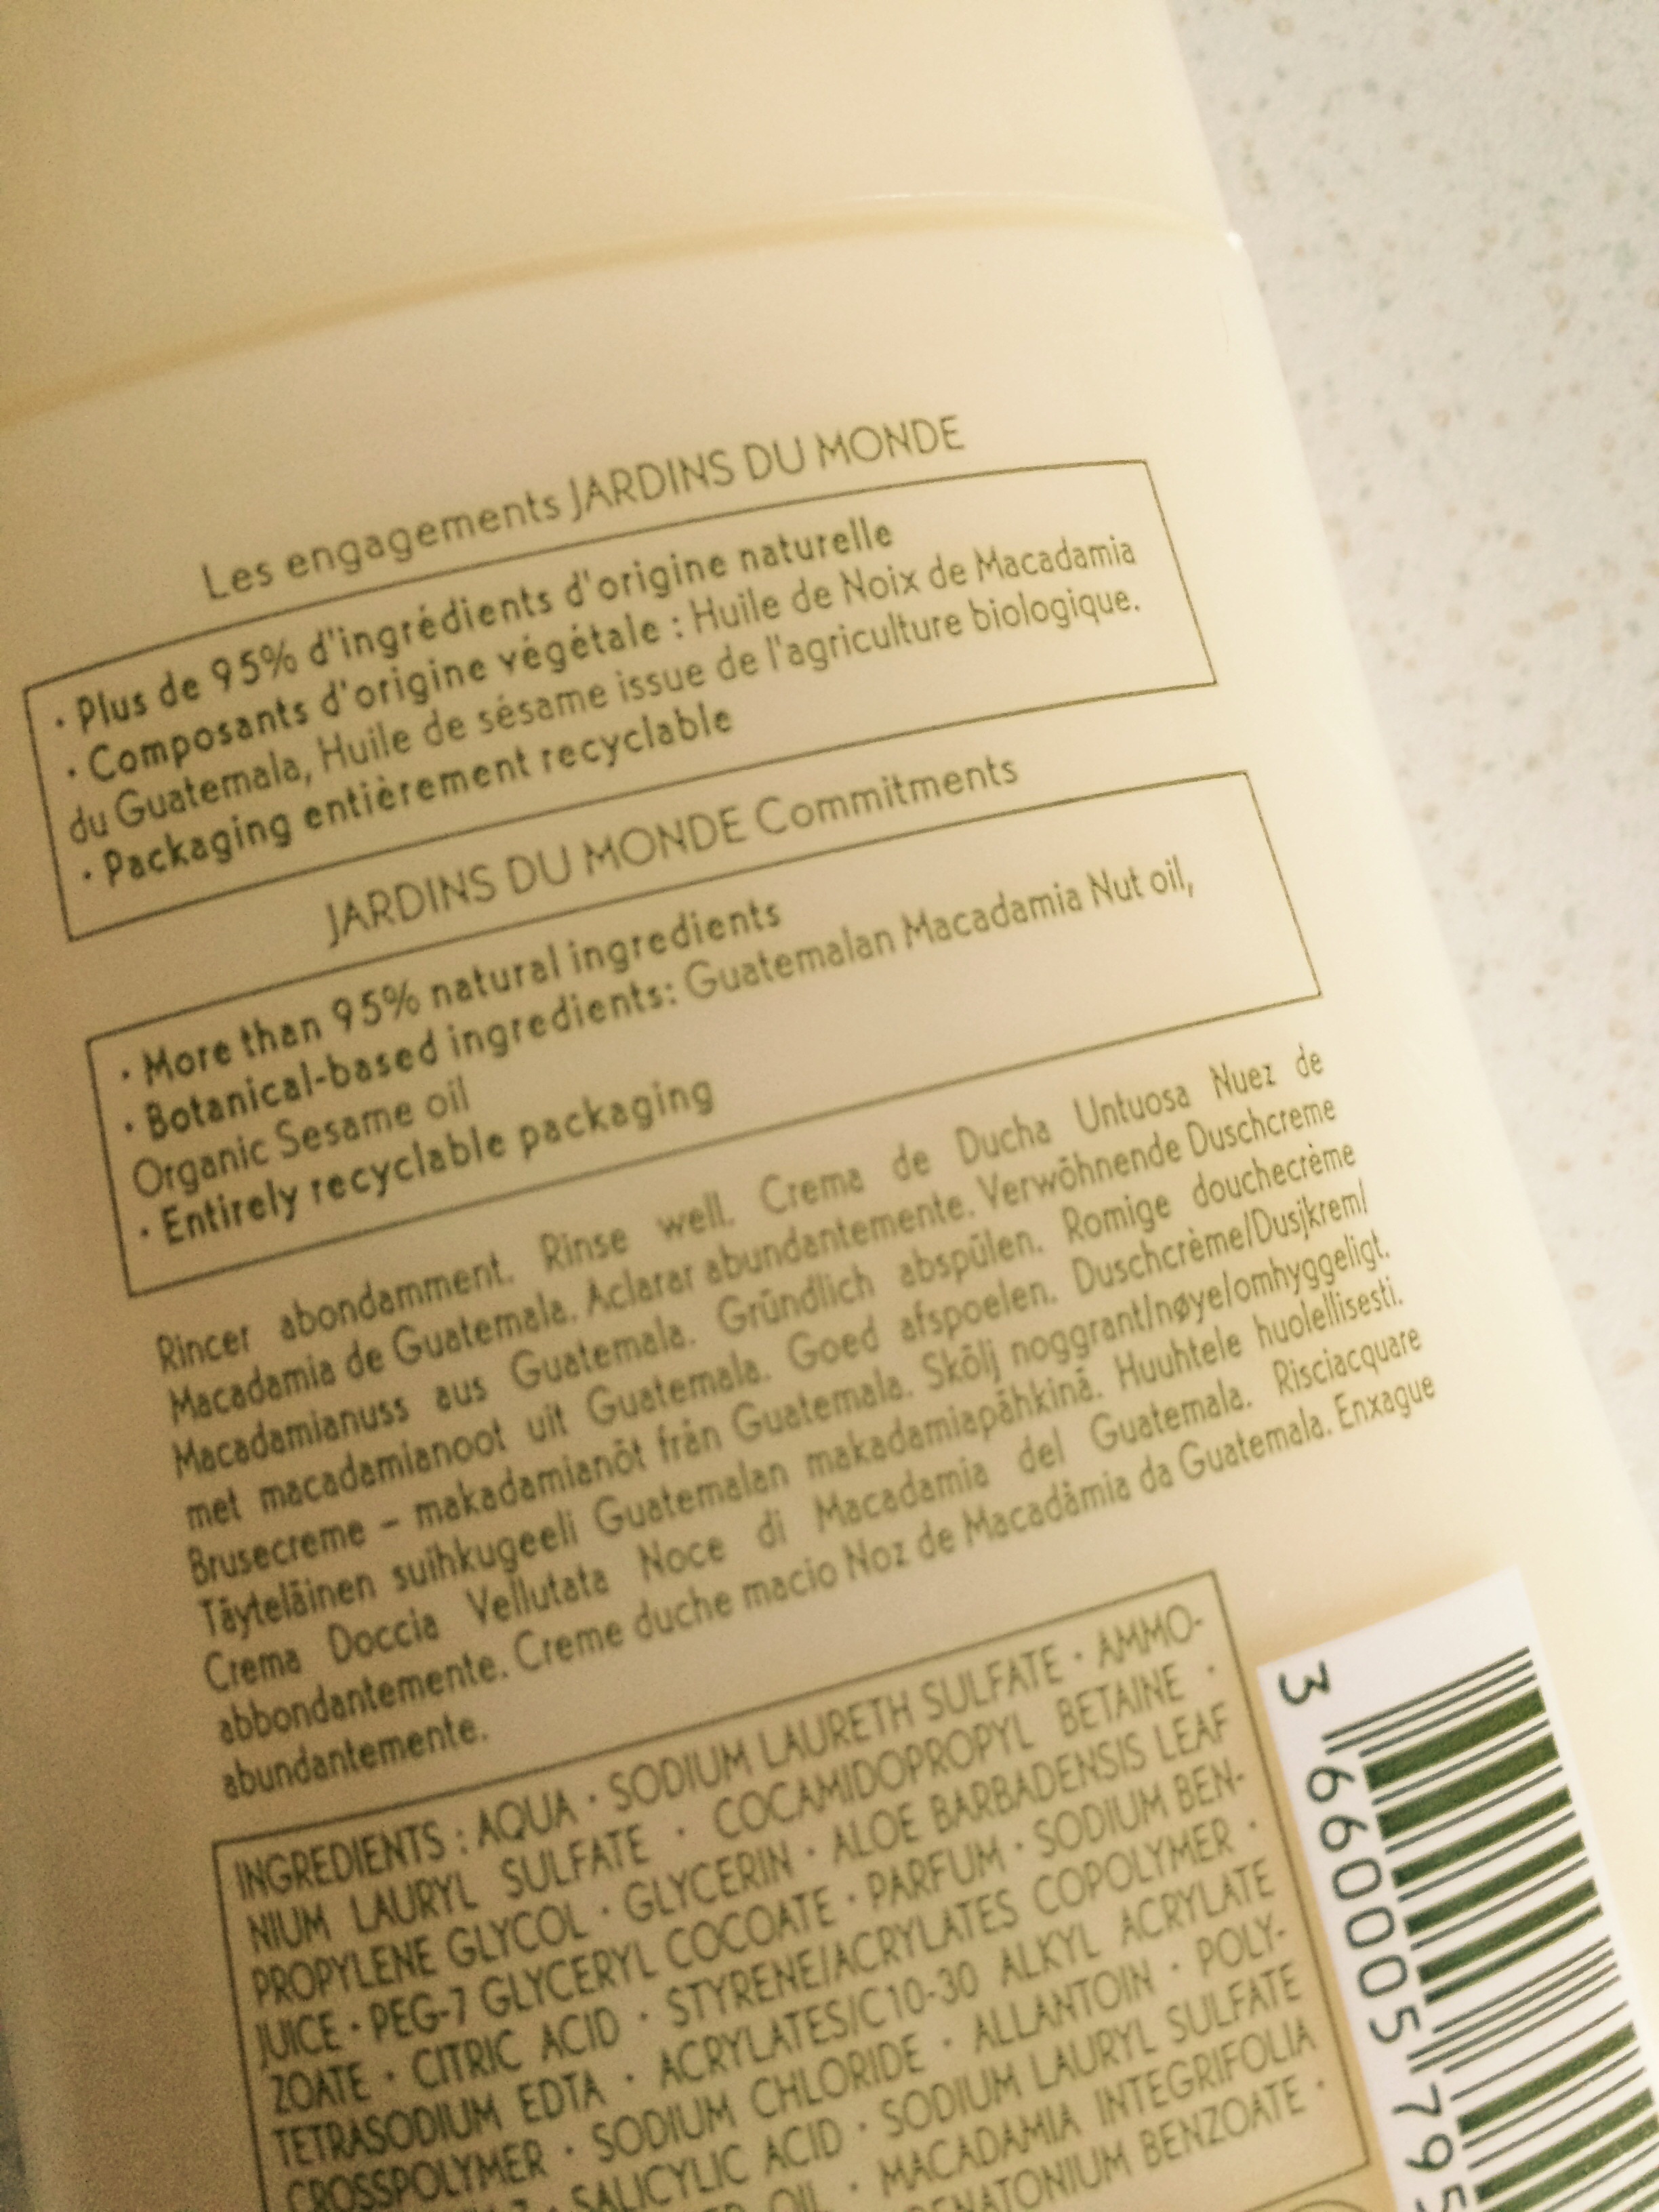 Les engagements JARDINS DU MONDE
· Plus de 95% d'ingrédients d'origine naturelle
· Composants d'origine végétale : Huile de Noix de Macadamia
du Guatemala, Huile de sésame issue de l'agriculture biologique.
· Packaging entièrement recyclable
JARDINS DU MONDE Commitments
· More than 95% natural ingredients
· Botanical-based ingredients: Guatemalan Macadamia Nut oil,
Organic Sesame oil
· Entirely recyclable packaging
Rincer abondamment. Rinse well. Crema de Ducha Untuosa Nuez de
Macadamia de Guatemala. Aclarar abundantemente. Verwöhnende Duschcreme
Macadamianuss aus Guatemala. Gründlich abspülen. Romige douchecrème
met macadamianoot uit Guatemala. Goed afspoelen. Duschcrème/Dusjkrem/
Brusecreme – makadamianöt från Guatemala. Skölj noggrant/nøye/omhyggeligt.
Täyteläinen suihkugeeli Guatemalan makadamiapähkinä. Huuhtele huolellisesti.
Crema Doccia Vellutata Noce di Macadamia del Guatemala. Risciacquare
abbondantemente. Creme duche macio Noz de Macadâmia da Guatemala. Enxague
abundantemente.
INGREDIENTS : AQUA · SODIUM LAURETH SULFATE · AMMO-
NIUM LAURYL SULFATE · COCAMIDOPROPYL BETAINE ·
PROPYLENE GLYCOL · GLYCERIN · ALOE BARBADENSIS LEAF
JUICE · PEG-7 GLYCERYL COCOATE · PARFUM · SODIUM BEN-
ZOATE · CITRIC ACID · STYRENE/ACRYLATES COPOLYMER ·
TETRASODIUM EDTA · ACRYLATES/C10-30 ALKYL ACRYLATE
CROSSPOLYMER · SODIUM CHLORIDE · ALLANTOIN · POLY-
· SALICYLIC ACID · SODIUM LAURYL SULFATE
OIL · MACADAMIA INTEGRIFOLIA
DENATONIUM BENZOATE ·
3 660005 795